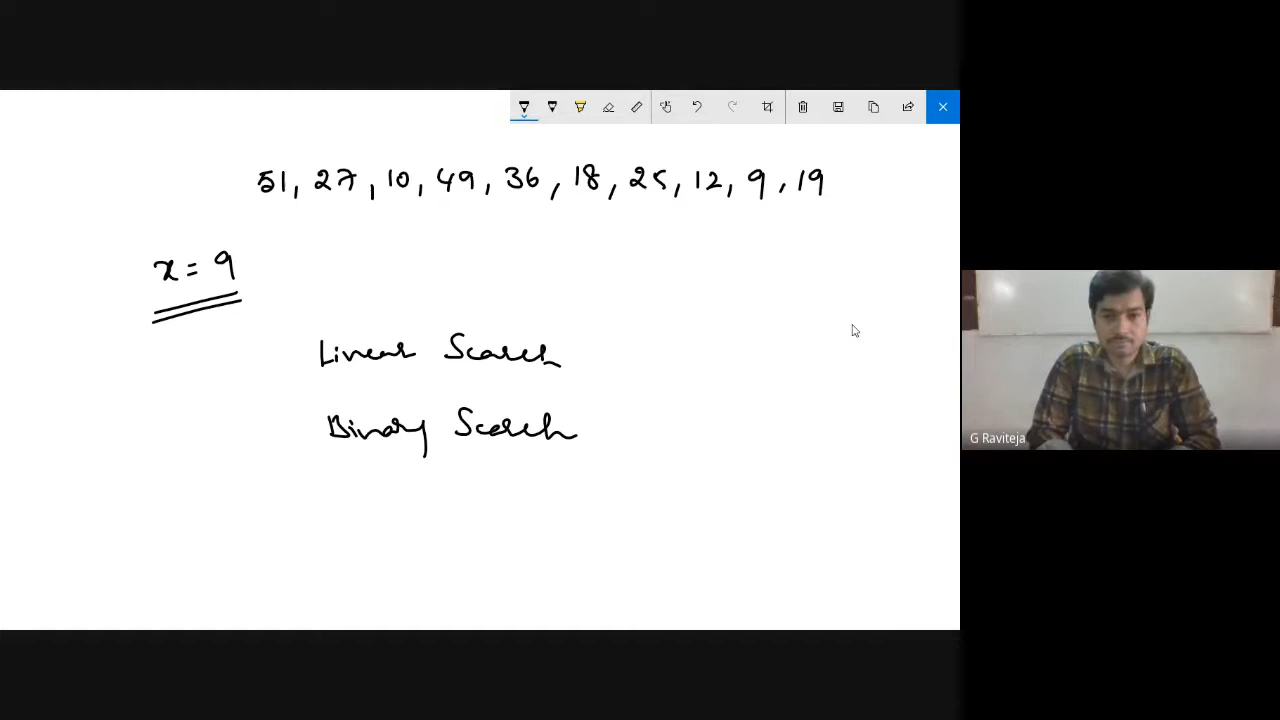 51, 27, 10, 49, 36, 18, 25, 12, 9, 19
x = 9
Linear Search
Binary Search
G Raviteja